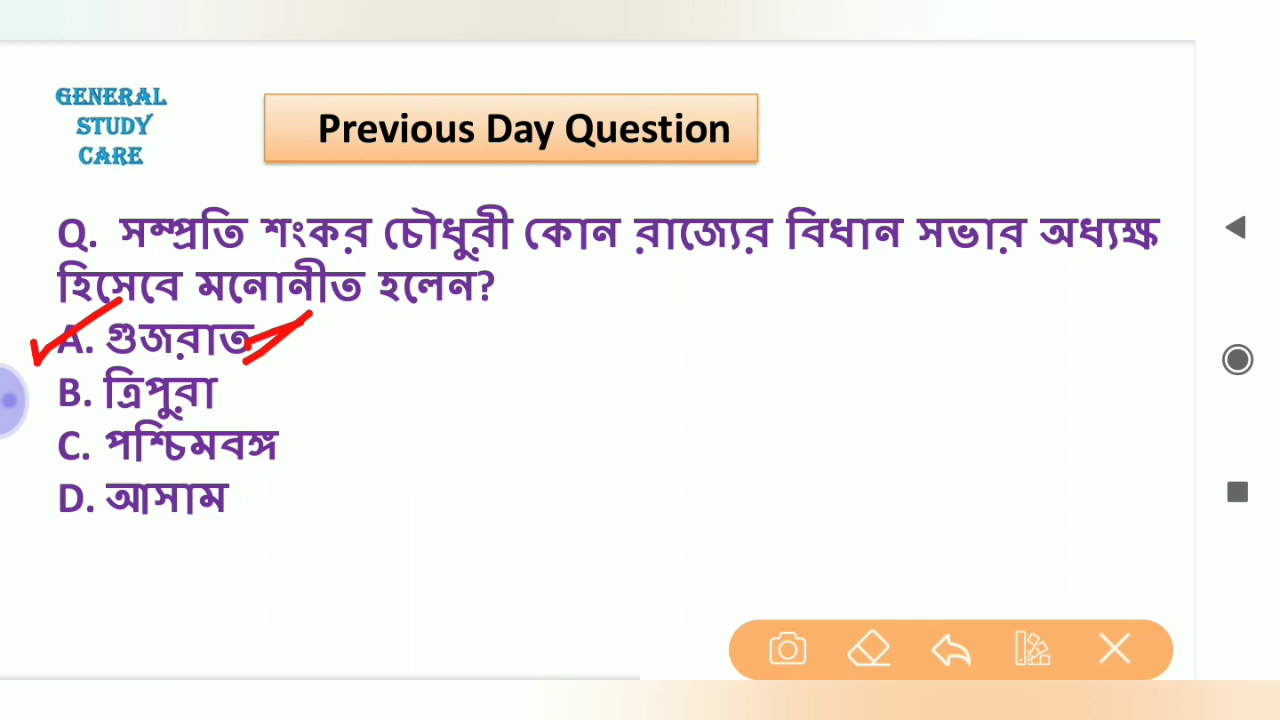 GENERAL
STUDY
CARE
Previous Day Question
Q. সম্প্রতি শংকর চৌধুরী কোন রাজ্যের বিধান সভার অধ্যক্ষ
হিসেবে মনোনীত হলেন?
A. গুজরাত
B. ত্রিপুরা
C. পশ্চিমবঙ্গ
D. আসাম